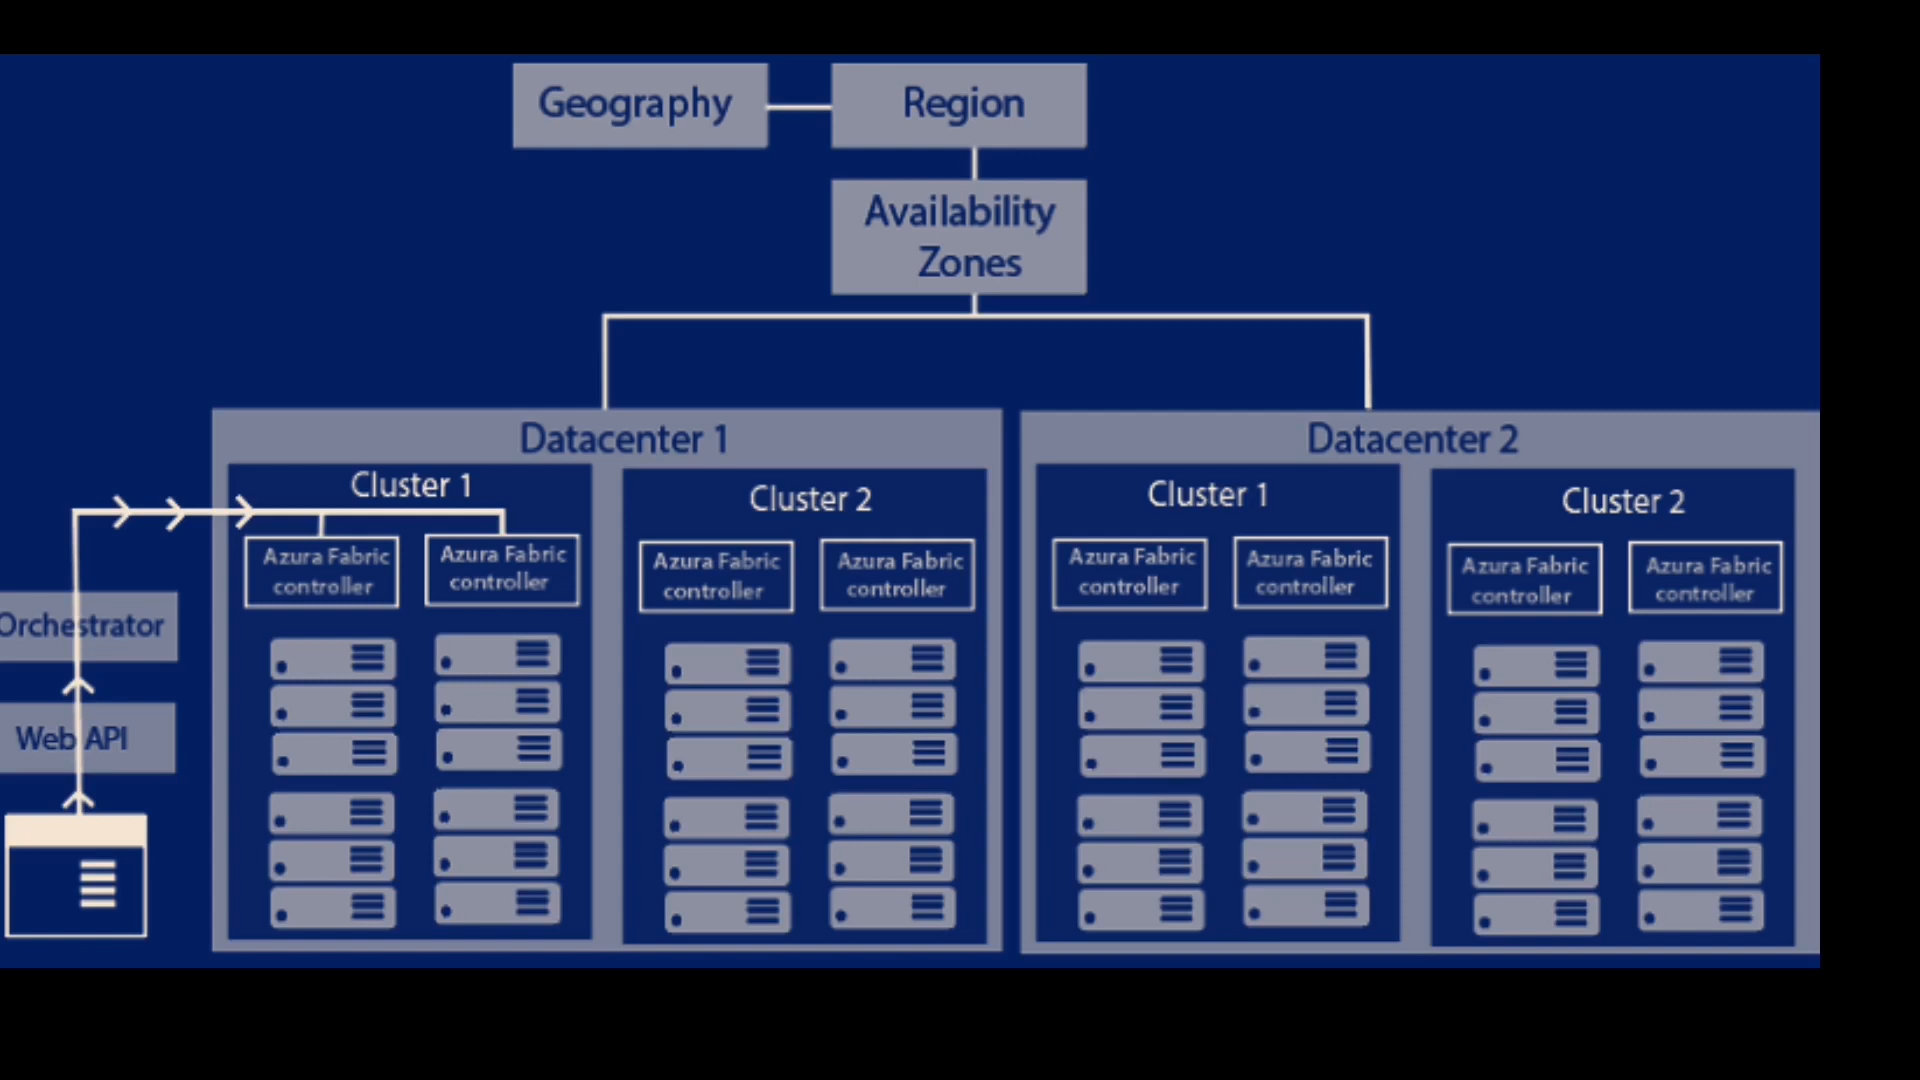 Geography
Region
Availability
Zones
Datacenter 1
Datacenter 2
Cluster 1
Cluster 2
Cluster 1
Cluster 2
Azura Fabric
controller
Azura Fabric
controller
Azura Fabric
controller
Azura Fabric
controller
Azura Fabric
controller
Azura Fabric
controller
Azura Fabric
controller
Azura Fabric
controller
Orchestrator
Web API